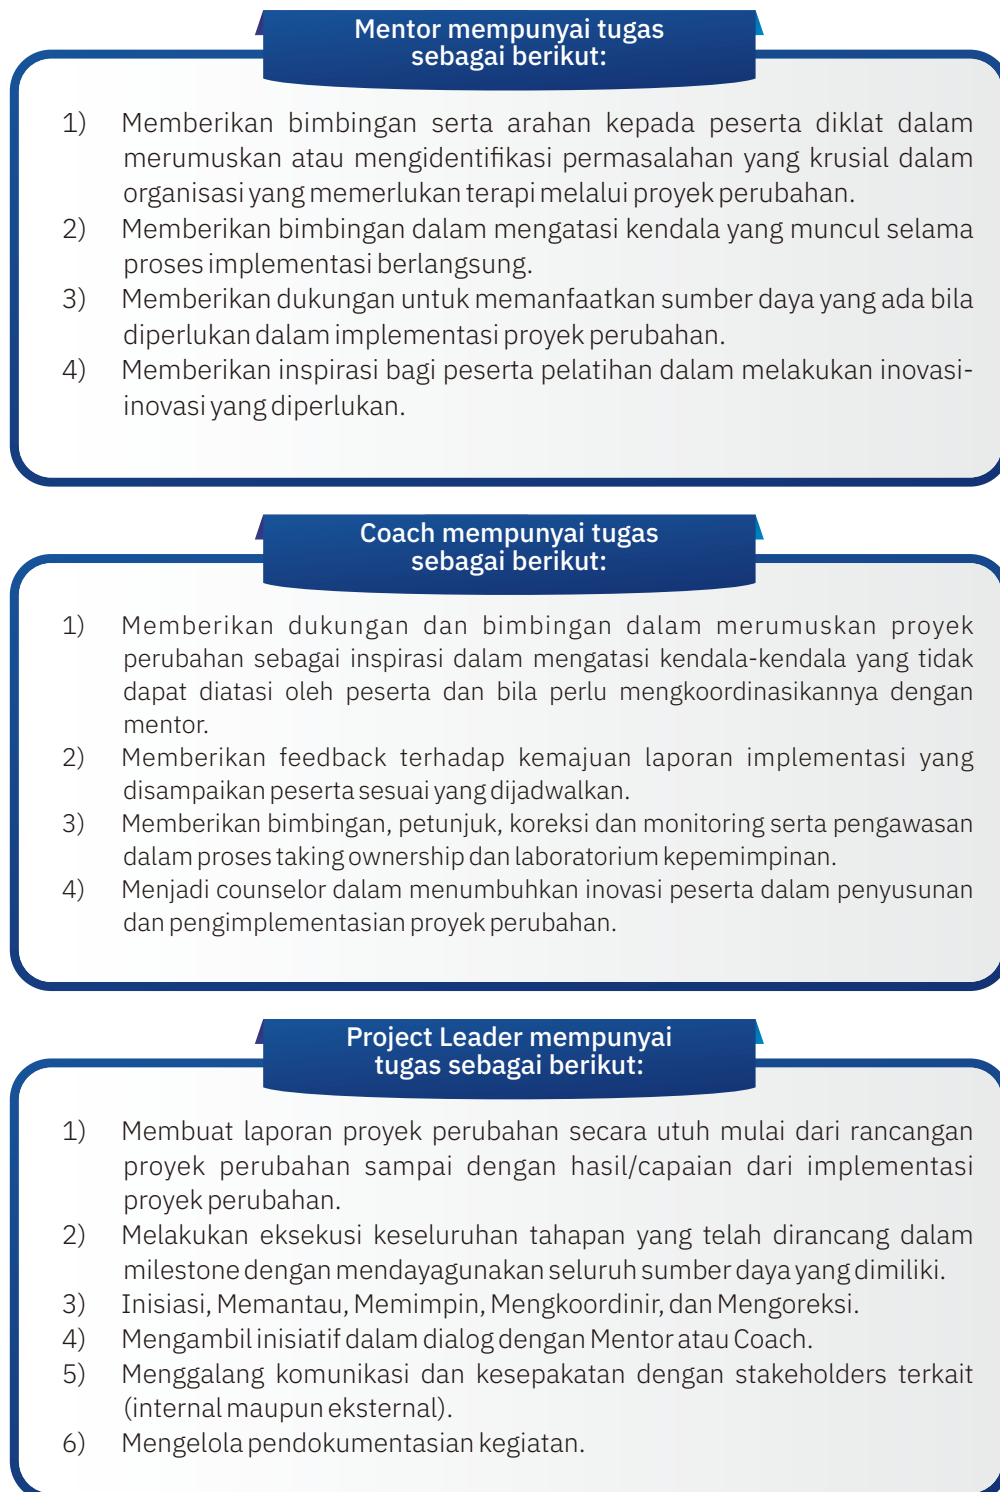 Mentor mempunyai tugas
sebagai berikut:
1) Memberikan bimbingan serta arahan kepada peserta diklat dalam
merumuskan atau mengidentifikasi permasalahan yang krusial dalam
organisasi yang memerlukan terapi melalui proyek perubahan.
2) Memberikan bimbingan dalam mengatasi kendala yang muncul selama
proses implementasi berlangsung.
3) Memberikan dukungan untuk memanfaatkan sumber daya yang ada bila
diperlukan dalam implementasi proyek perubahan.
4) Memberikan inspirasi bagi peserta pelatihan dalam melakukan inovasi-
inovasi yang diperlukan.
Coach mempunyai tugas
sebagai berikut:
1) Memberikan dukungan dan bimbingan dalam merumuskan proyek
perubahan sebagai inspirasi dalam mengatasi kendala-kendala yang tidak
dapat diatasi oleh peserta dan bila perlu mengkoordinasikannya dengan
mentor.
2) Memberikan feedback terhadap kemajuan laporan implementasi yang
disampaikan peserta sesuai yang dijadwalkan.
3) Memberikan bimbingan, petunjuk, koreksi dan monitoring serta pengawasan
dalam proses taking ownership dan laboratorium kepemimpinan.
4) Menjadi counselor dalam menumbuhkan inovasi peserta dalam penyusunan
dan pengimplementasian proyek perubahan.
Project Leader mempunyai
tugas sebagai berikut:
1) Membuat laporan proyek perubahan secara utuh mulai dari rancangan
proyek perubahan sampai dengan hasil/capaian dari implementasi
proyek perubahan.
2) Melakukan eksekusi keseluruhan tahapan yang telah dirancang dalam
milestone dengan mendayagunakan seluruh sumber daya yang dimiliki.
3) Inisiasi, Memantau, Memimpin, Mengkoordinir, dan Mengoreksi.
4) Mengambil inisiatif dalam dialog dengan Mentor atau Coach.
5) Menggalang komunikasi dan kesepakatan dengan stakeholders terkait
(internal maupun eksternal).
6) Mengelola pendokumentasian kegiatan.